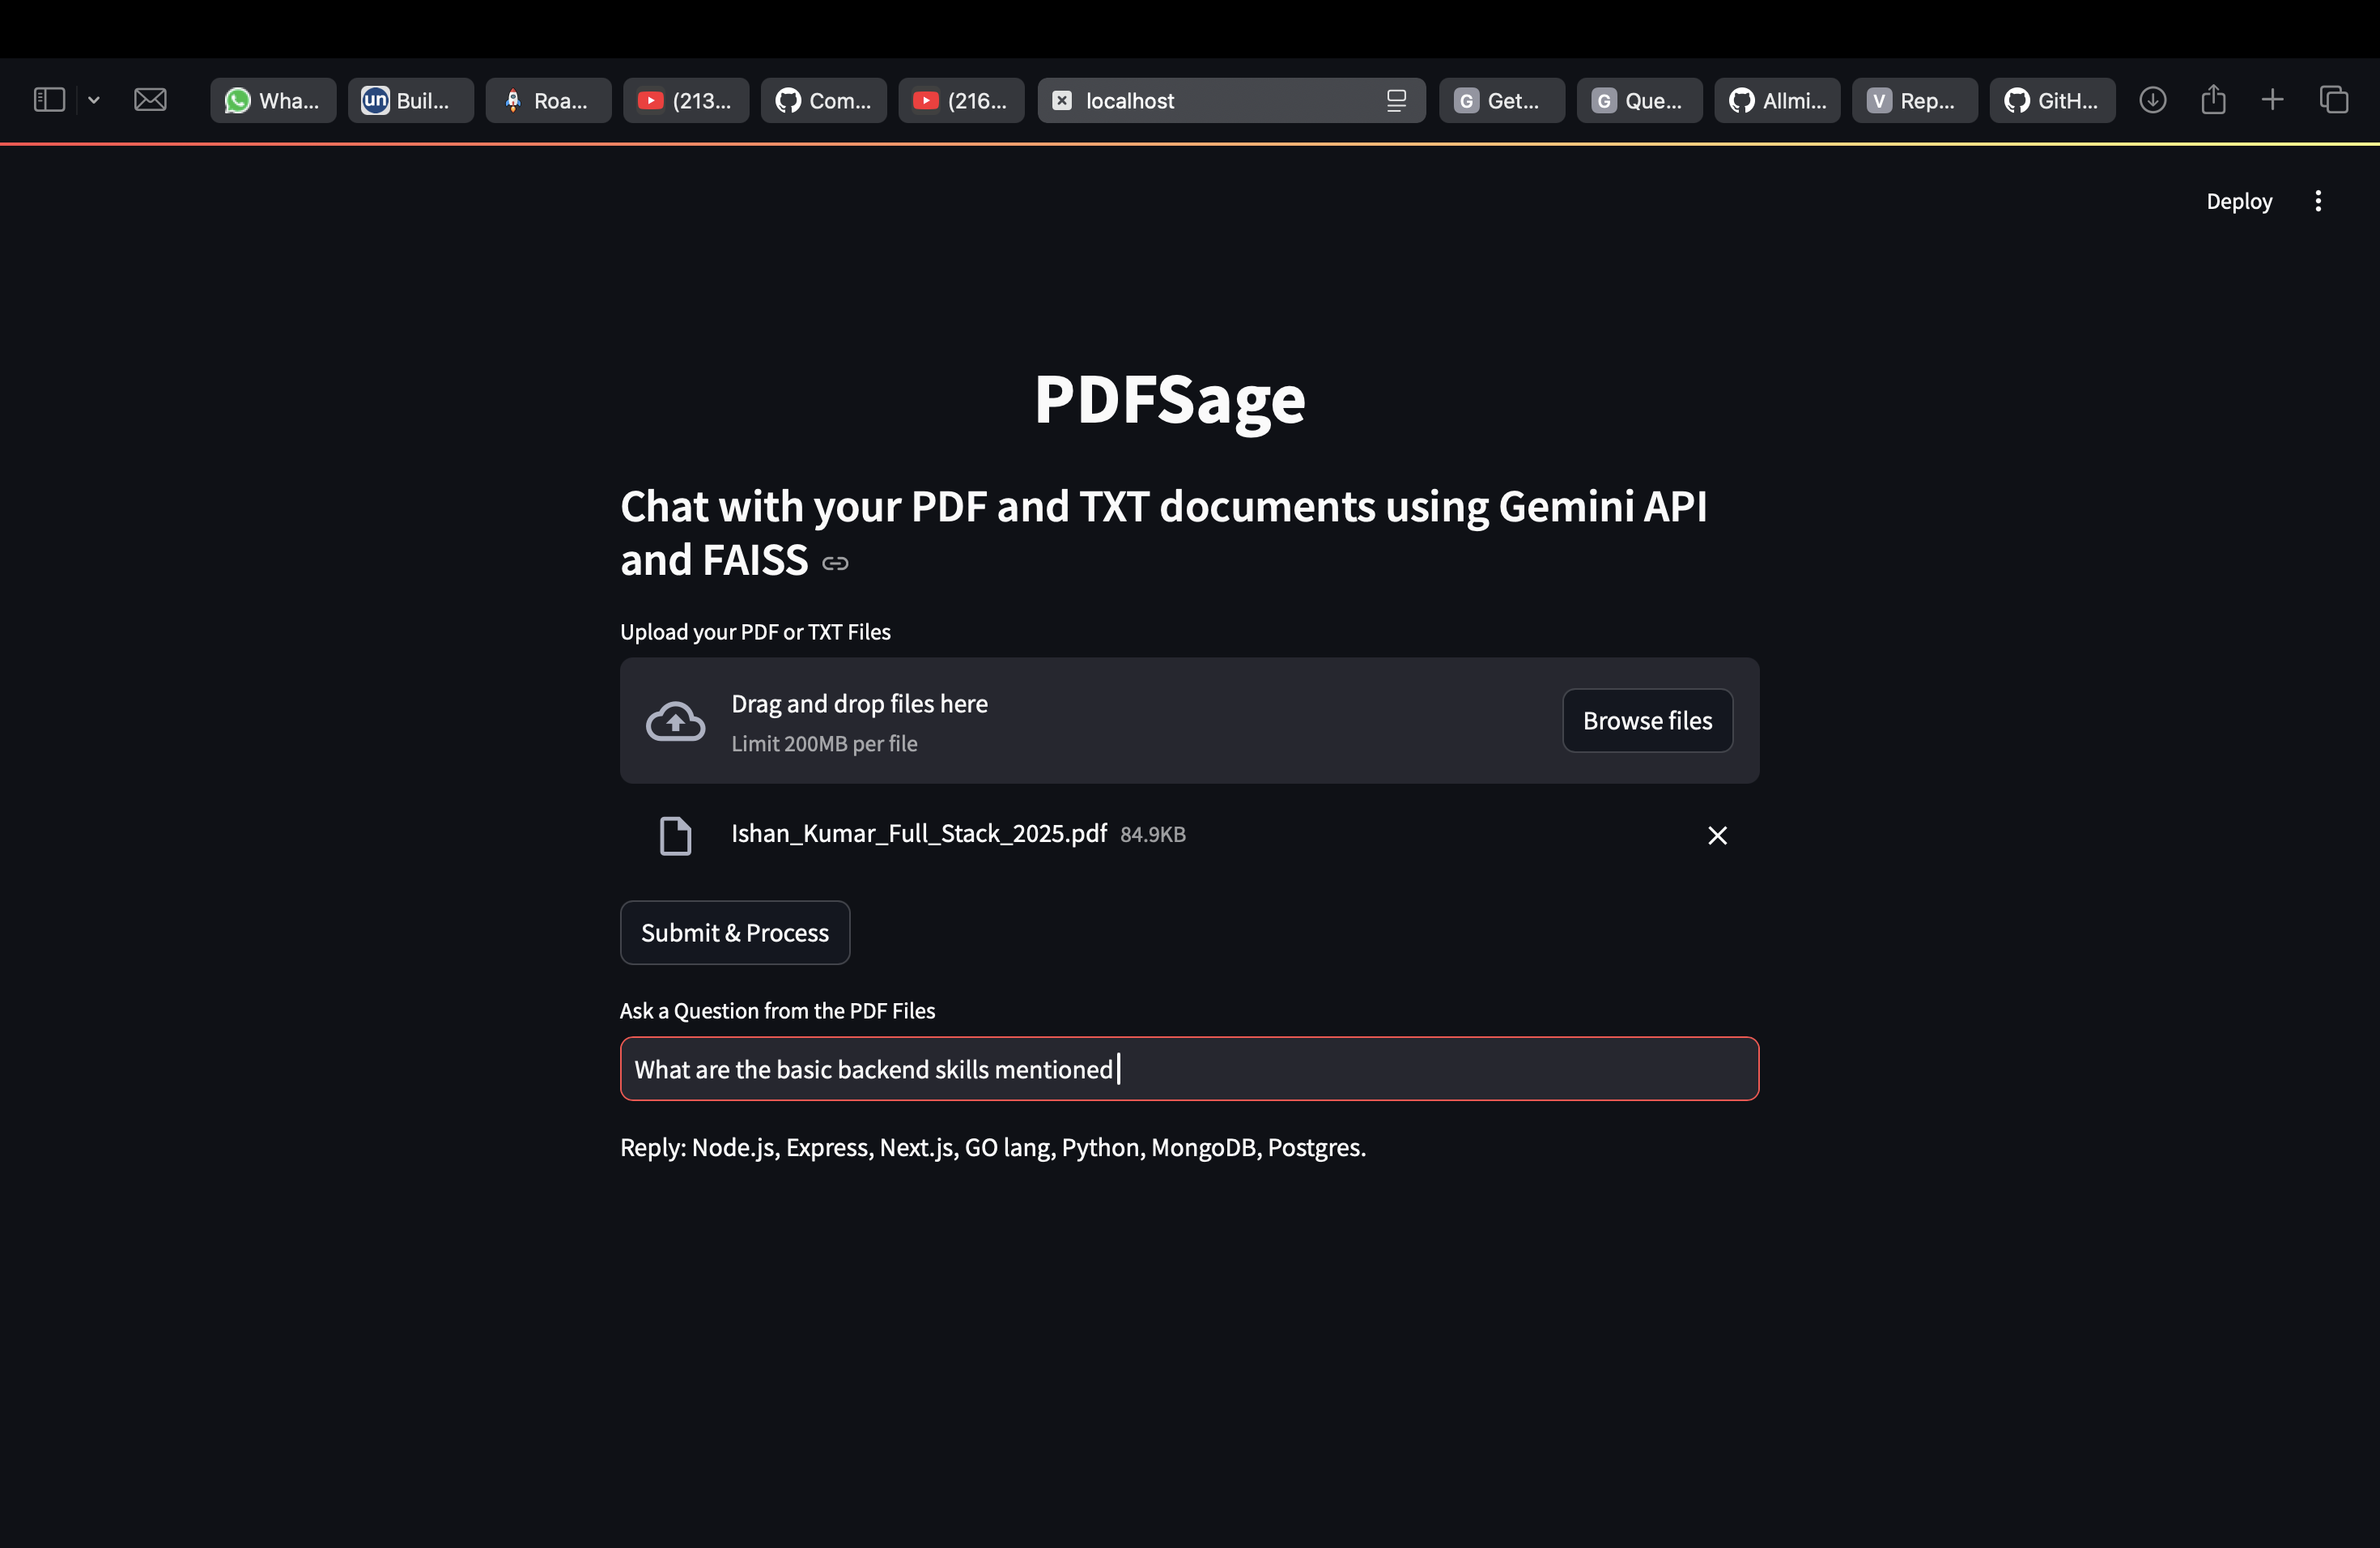 Wha...
un Buil...
Roa...
(213...
Com...
(216...
localhost
G Get...
G Que...
Allmi...
V Rep...
GitH...
Deploy
PDFSage
Chat with your PDF and TXT documents using Gemini API
and FAISS
Upload your PDF or TXT Files
Drag and drop files here
Limit 200MB per file
Browse files
Ishan_Kumar_Full_Stack_2025.pdf 84.9KB
Submit & Process
Ask a Question from the PDF Files
What are the basic backend skills mentioned
Reply: Node.js, Express, Next.js, GO lang, Python, MongoDB, Postgres.